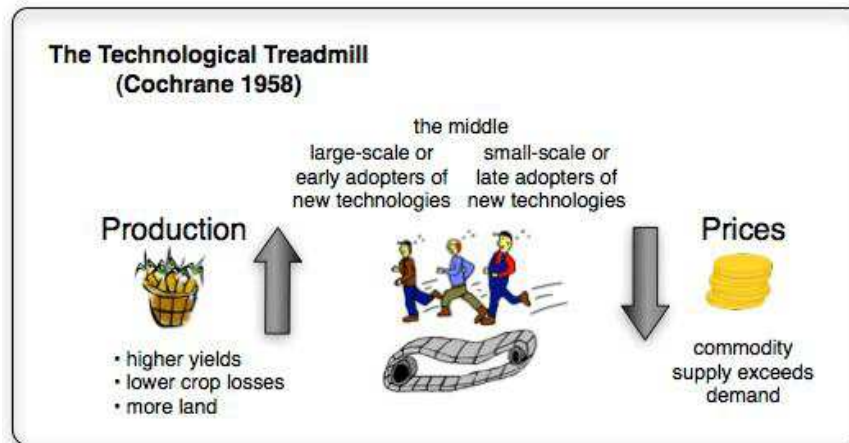 The Technological Treadmill
(Cochrane 1958)
the middle
large-scale or
early adopters of
new technologies
small-scale or
late adopters of
new technologies
Production
• higher yields
• lower crop losses
• more land
Prices
commodity
supply exceeds
demand